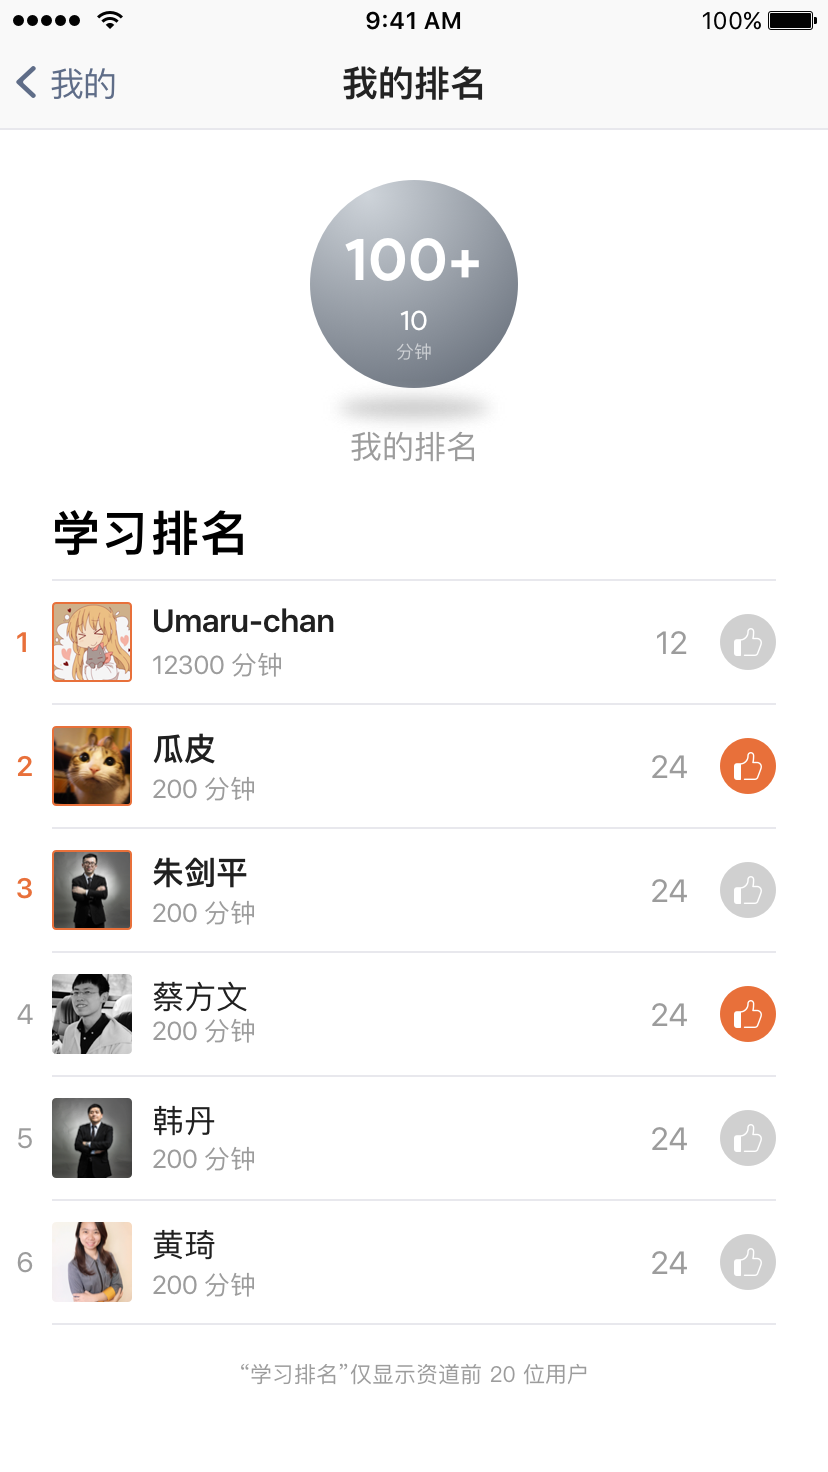 9:41 AM
100%
我的
我的排名
100+
10
分钟
我的排名
学习排名
1
Umaru-chan
12300 分钟
12
2
瓜皮
200 分钟
24
3
朱剑平
200 分钟
24
4
蔡方文
200 分钟
24
5
韩丹
200 分钟
24
6
黄琦
200 分钟
24
“学习排名”仅显示资道前 20 位用户